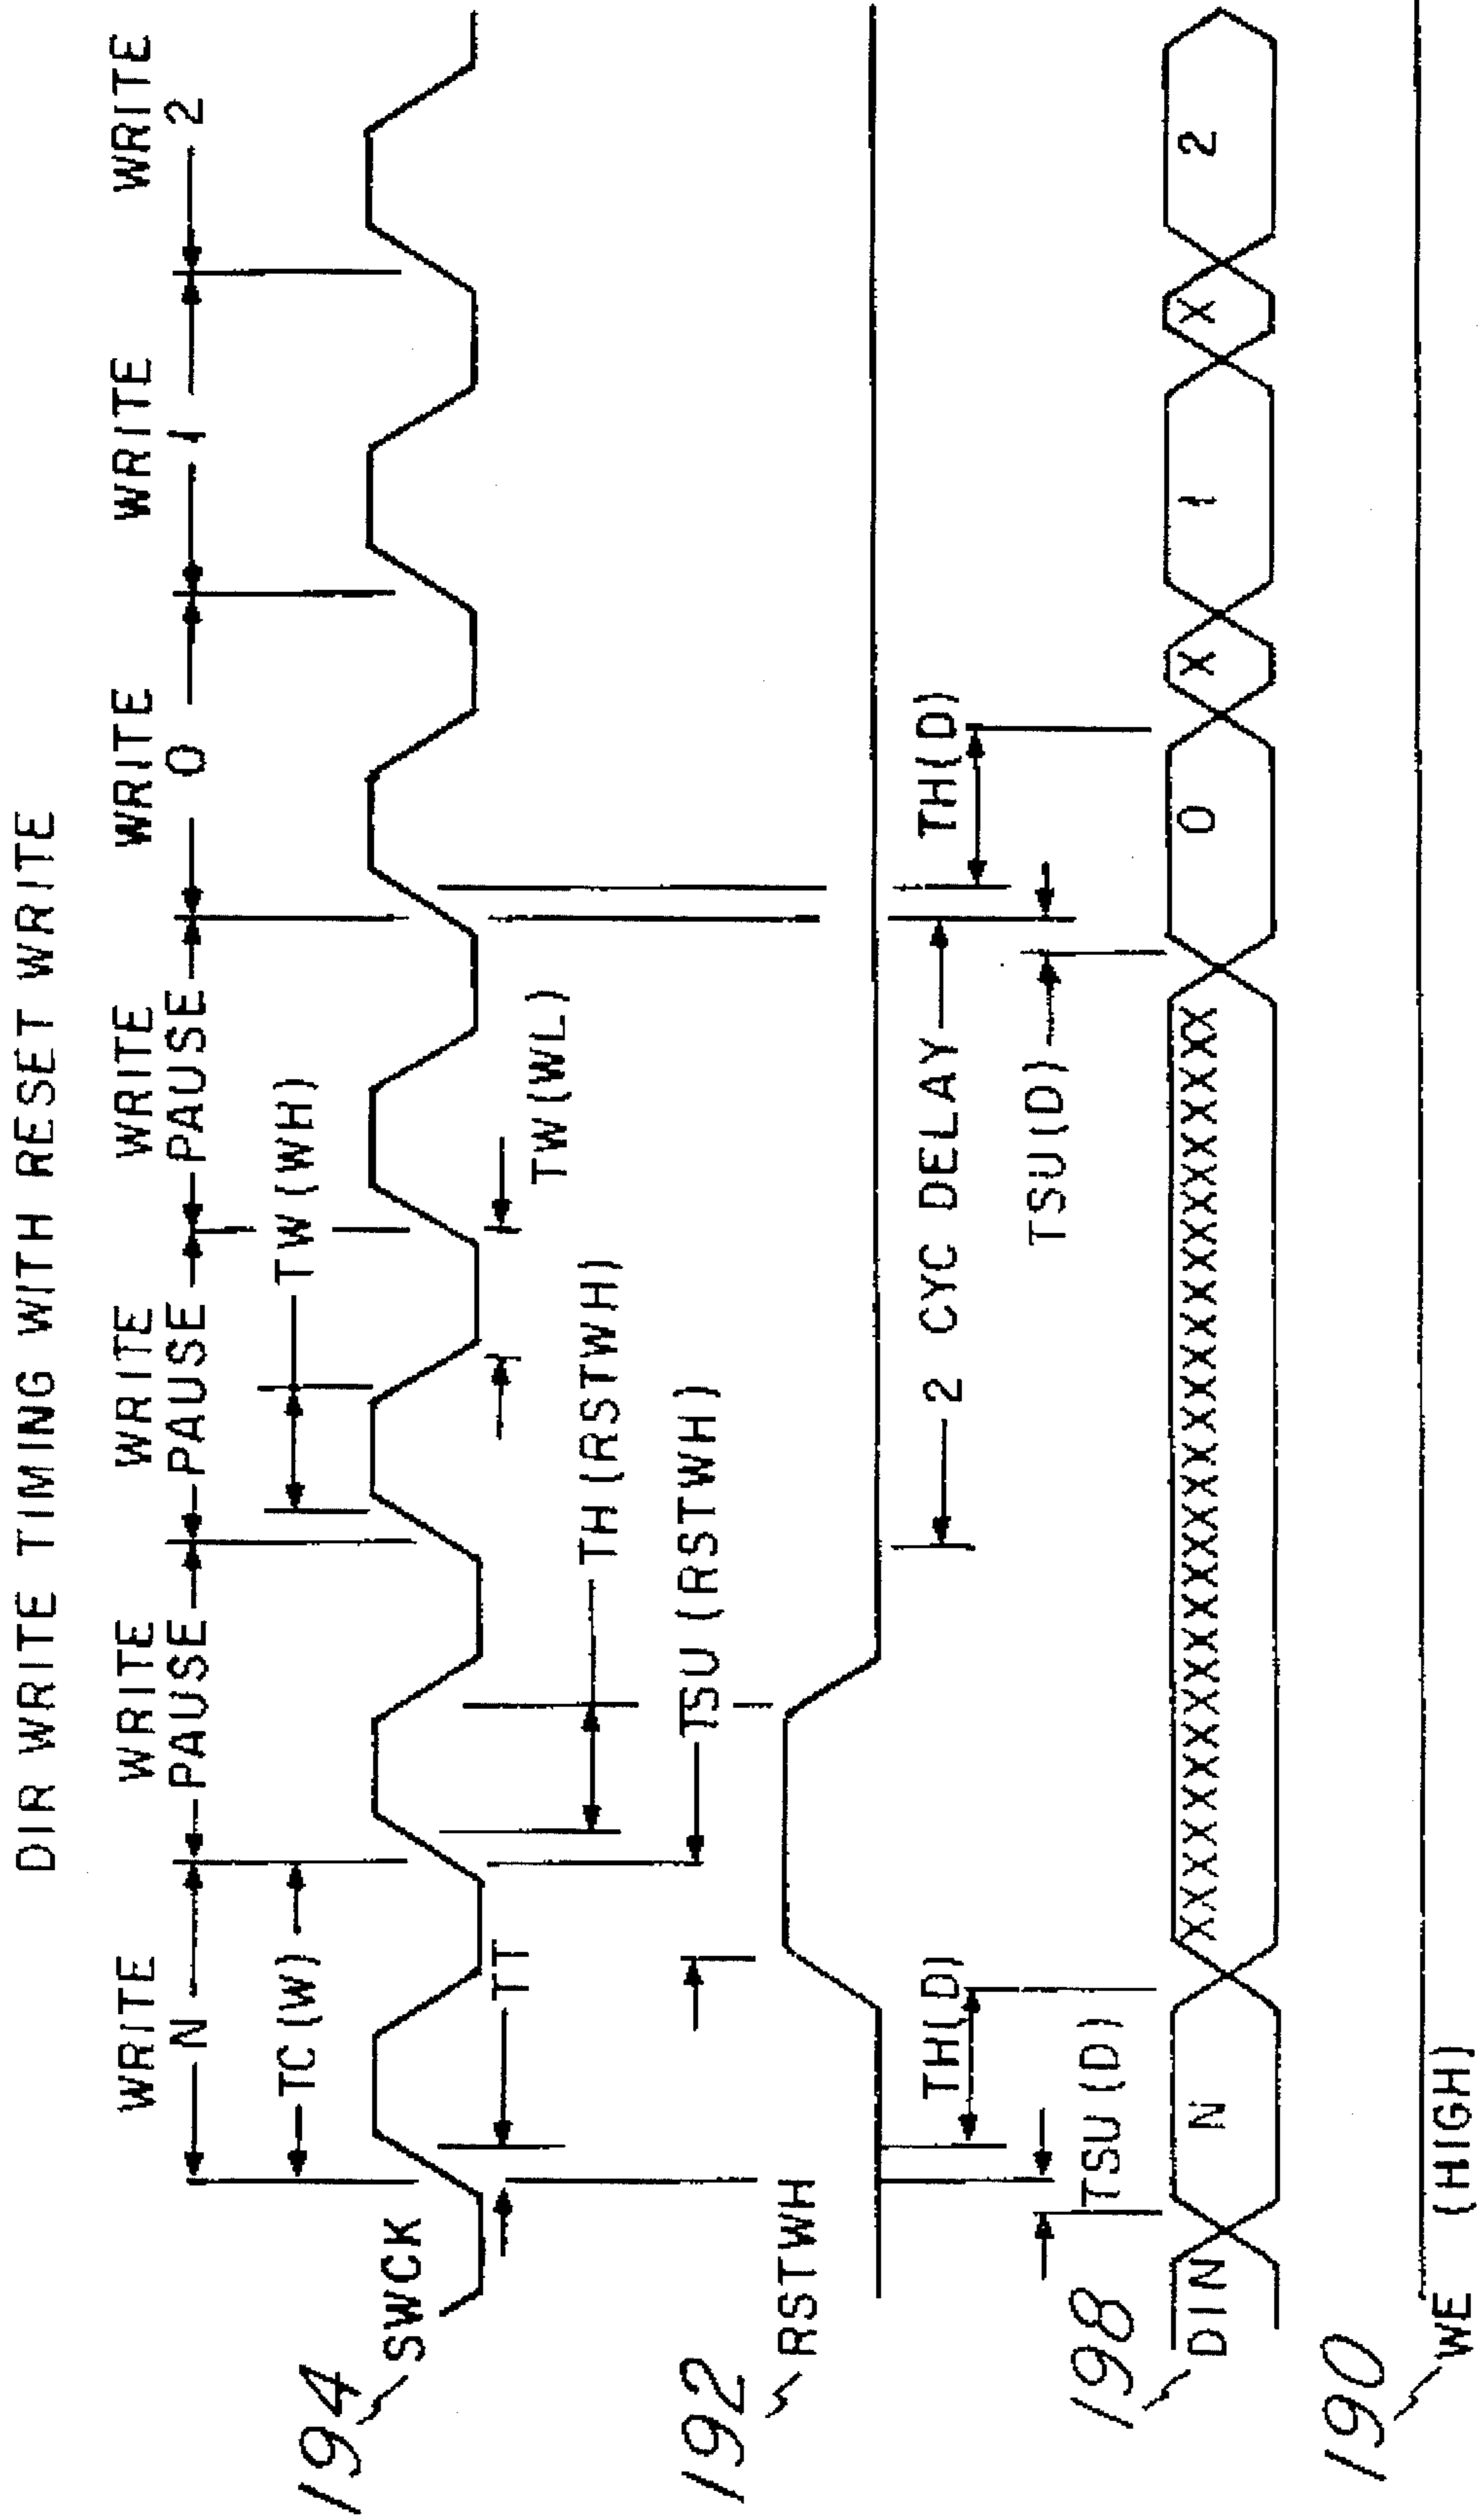 DIR WRITE TIMING WITH RESET WRITE
WRITE WRITE WRITE WRITE WRITE WRITE WRITE
N PAUSE PAUSE PAUSE 0 1 2
TC(W) TW(WH)
194
SWCK
TT TW(WL)
TH(RSTWH)
TSU(RSTWH)
192
RSTWH
TH(D) 2 CYC DELAY TH(D)
TSU(D) TSU(D)
198
DIN N XXXXXXXXXXXXXXXXXXXXXXXXXXXXXX 0 X 1 X 2
190
WE (HIGH)